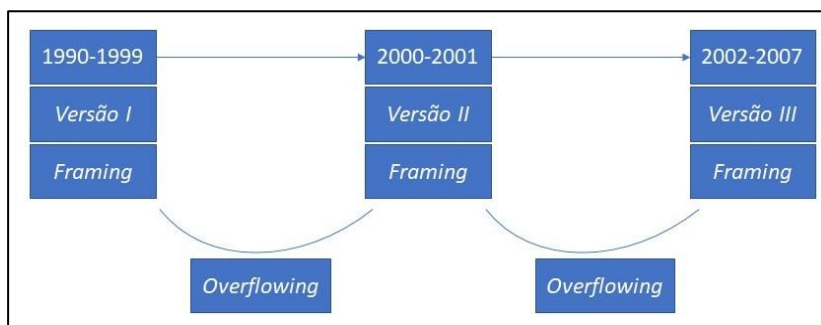 1990-1999
Versão I
Framing
2000-2001
Versão II
Framing
2002-2007
Versão III
Framing
Overflowing
Overflowing